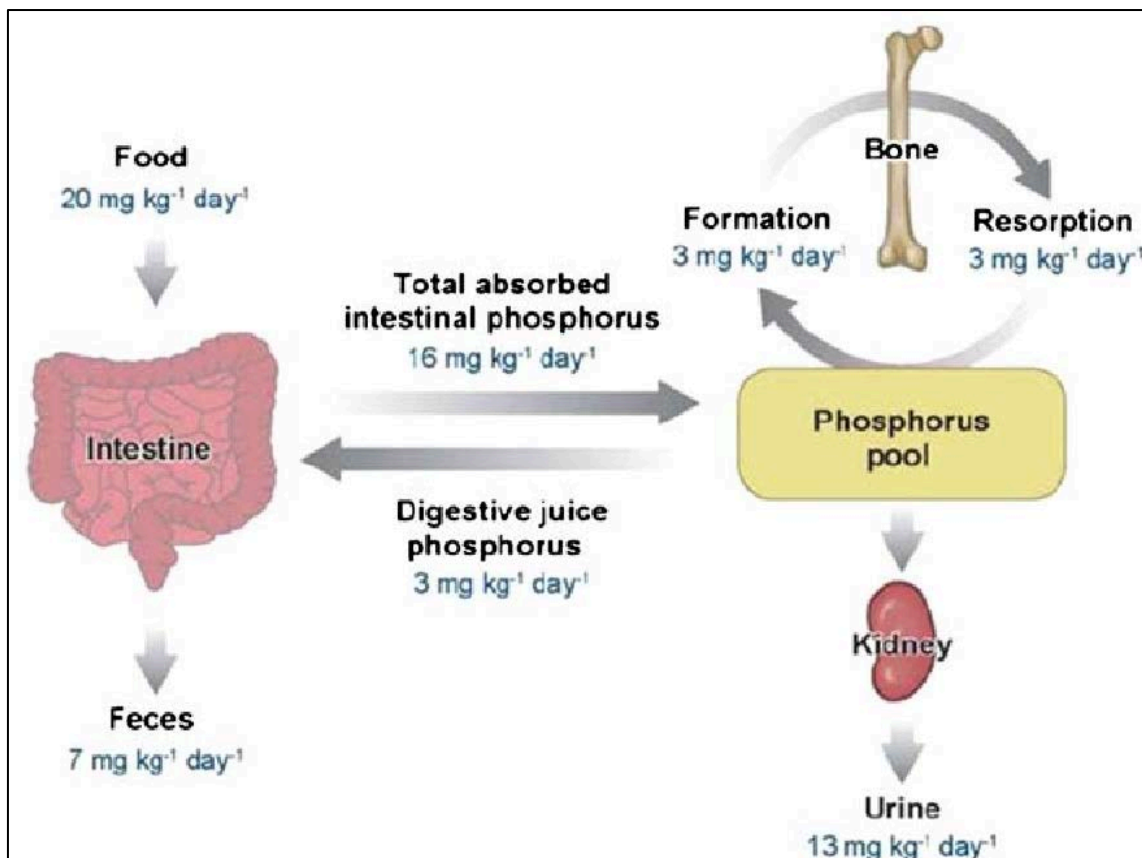 Food
20 mg kg⁻¹ day⁻¹
Bone
Formation
3 mg kg⁻¹ day⁻¹
Resorption
3 mg kg⁻¹ day⁻¹
Total absorbed
intestinal phosphorus
16 mg kg⁻¹ day⁻¹
Intestine
Phosphorus
pool
Digestive juice
phosphorus
3 mg kg⁻¹ day⁻¹
Kidney
Feces
7 mg kg⁻¹ day⁻¹
Urine
13 mg kg⁻¹ day⁻¹